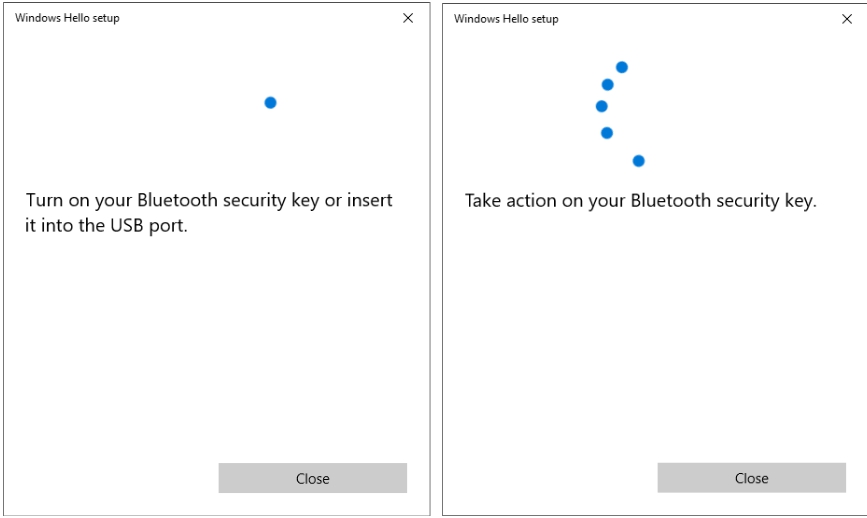 Windows Hello setup
Turn on your Bluetooth security key or insert
it into the USB port.
Close
Windows Hello setup
Take action on your Bluetooth security key.
Close